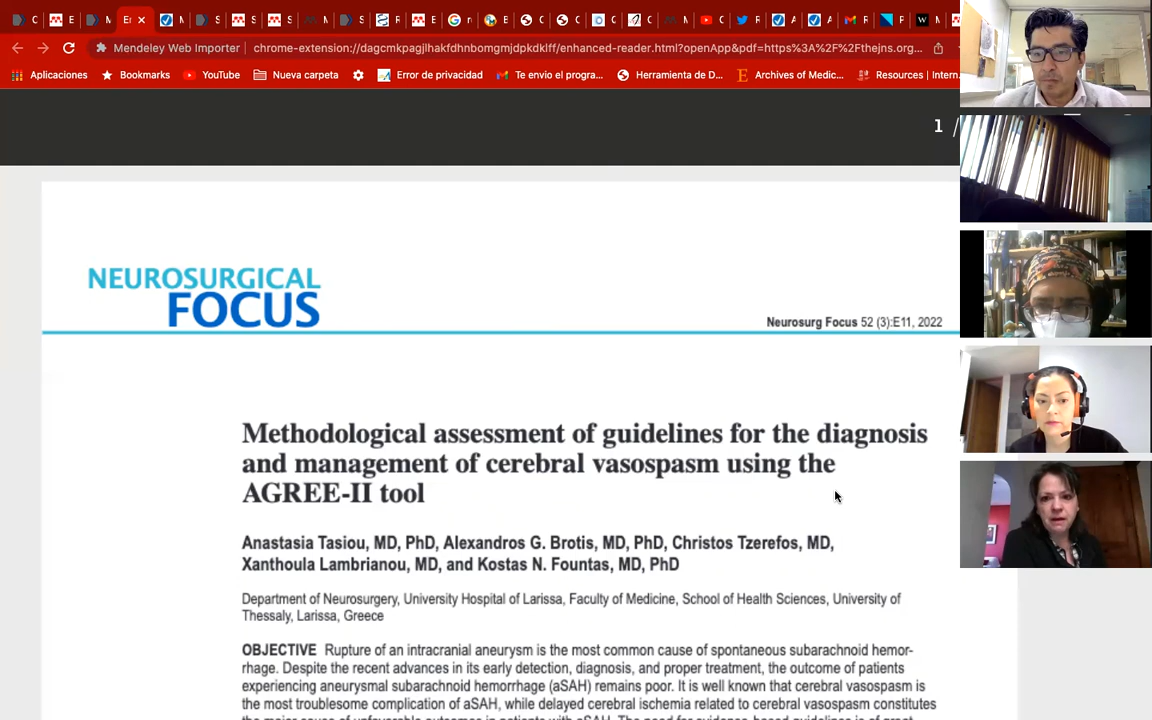 Mendeley Web Importer
chrome-extension://dagcmkpagjlhakfdhnbomgmjdpkdklff/enhanced-reader.html?openApp&pdf=https%3A%2F%2Fthejns.org...
Aplicaciones
Bookmarks
YouTube
Nueva carpeta
Error de privacidad
Te envio el progra...
Herramienta de D...
Archives of Medic...
Resources | Intern...
1 /
NEUROSURGICAL
FOCUS
Neurosurg Focus 52 (3):E11, 2022
Methodological assessment of guidelines for the diagnosis
and management of cerebral vasospasm using the
AGREE-II tool
Anastasia Tasiou, MD, PhD, Alexandros G. Brotis, MD, PhD, Christos Tzerefos, MD,
Xanthoula Lambrianou, MD, and Kostas N. Fountas, MD, PhD
Department of Neurosurgery, University Hospital of Larissa, Faculty of Medicine, School of Health Sciences, University of
Thessaly, Larissa, Greece
OBJECTIVE Rupture of an intracranial aneurysm is the most common cause of spontaneous subarachnoid hemor-
rhage. Despite the recent advances in its early detection, diagnosis, and proper treatment, the outcome of patients
experiencing aneurysmal subarachnoid hemorrhage (aSAH) remains poor. It is well known that cerebral vasospasm is
the most troublesome complication of aSAH, while delayed cerebral ischemia related to cerebral vasospasm constitutes